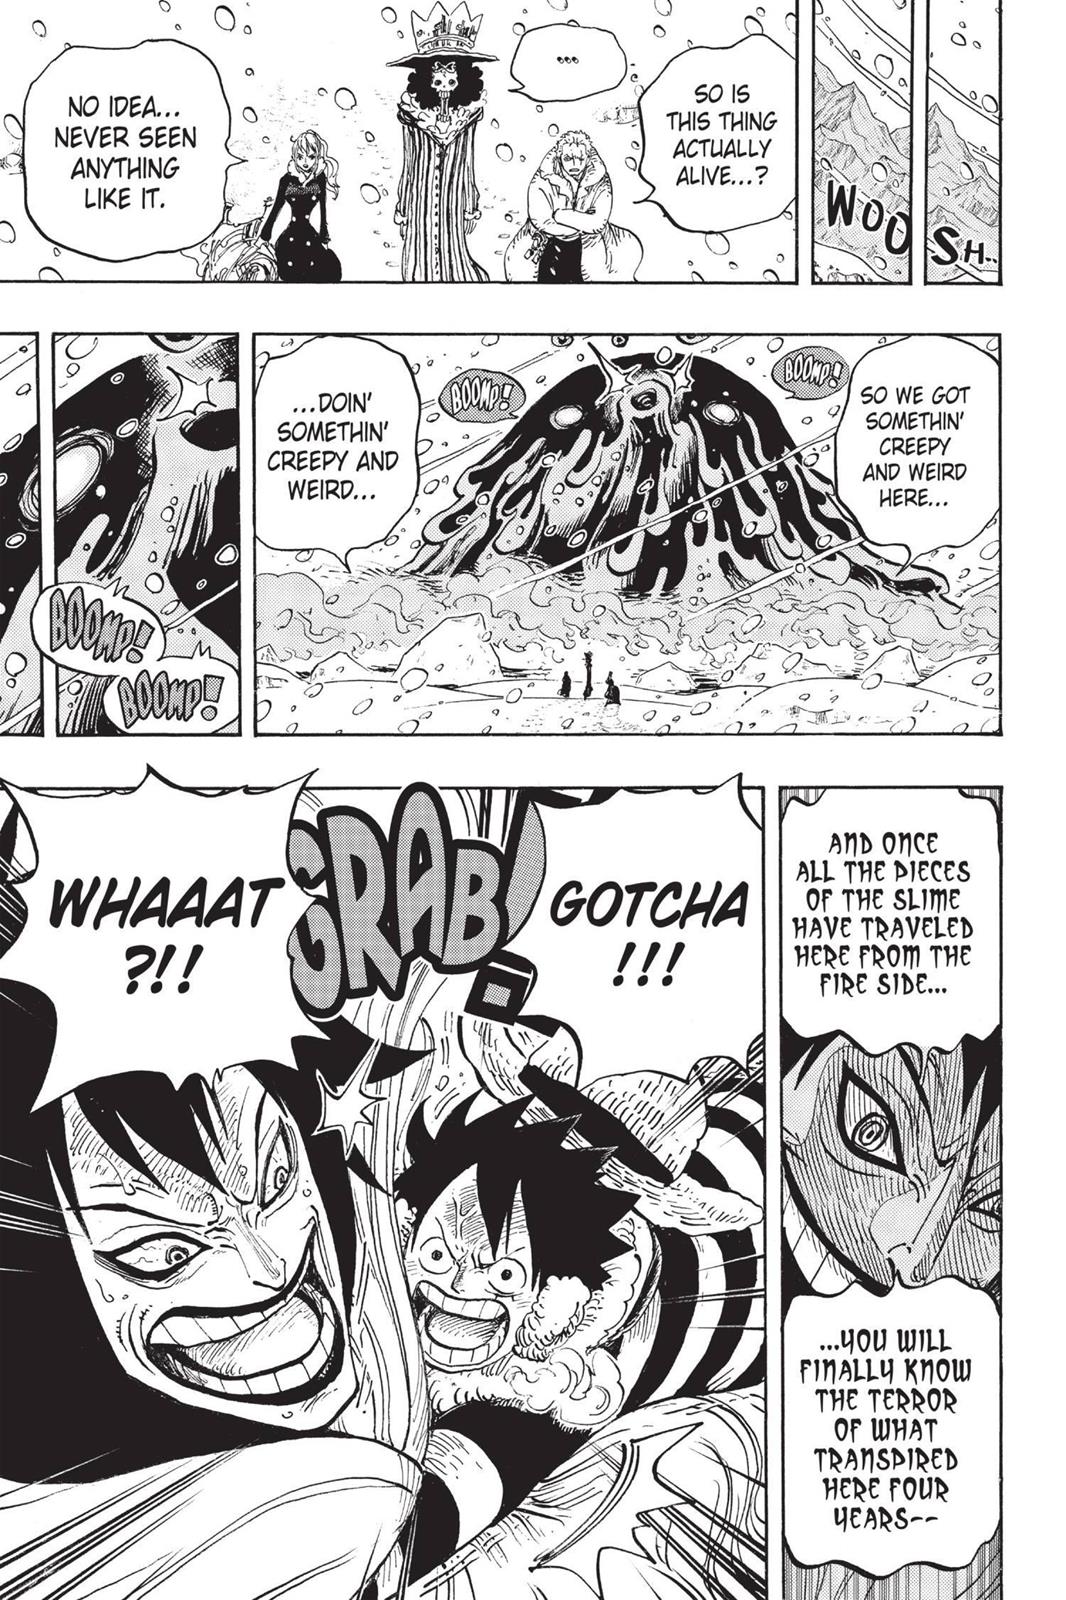 WOOSH..
SO IS
THIS THING
ACTUALLY
ALIVE...?
...
NO IDEA...
NEVER SEEN
ANYTHING
LIKE IT.
SO WE GOT
SOMETHIN'
CREEPY
AND WEIRD
HERE...
BOOMP!
BOOMP!
...DOIN'
SOMETHIN'
CREEPY AND
WEIRD...
BOOMP!
BOOMP!
AND ONCE
ALL THE PIECES
OF THE SLIME
HAVE TRAVELED
HERE FROM THE
FIRE SIDE...
...YOU WILL
FINALLY KNOW
THE TERROR
OF WHAT
TRANSPIRED
HERE FOUR
YEARS--
GOTCHA
!!!
GRAB!
WHAAAT
?!!